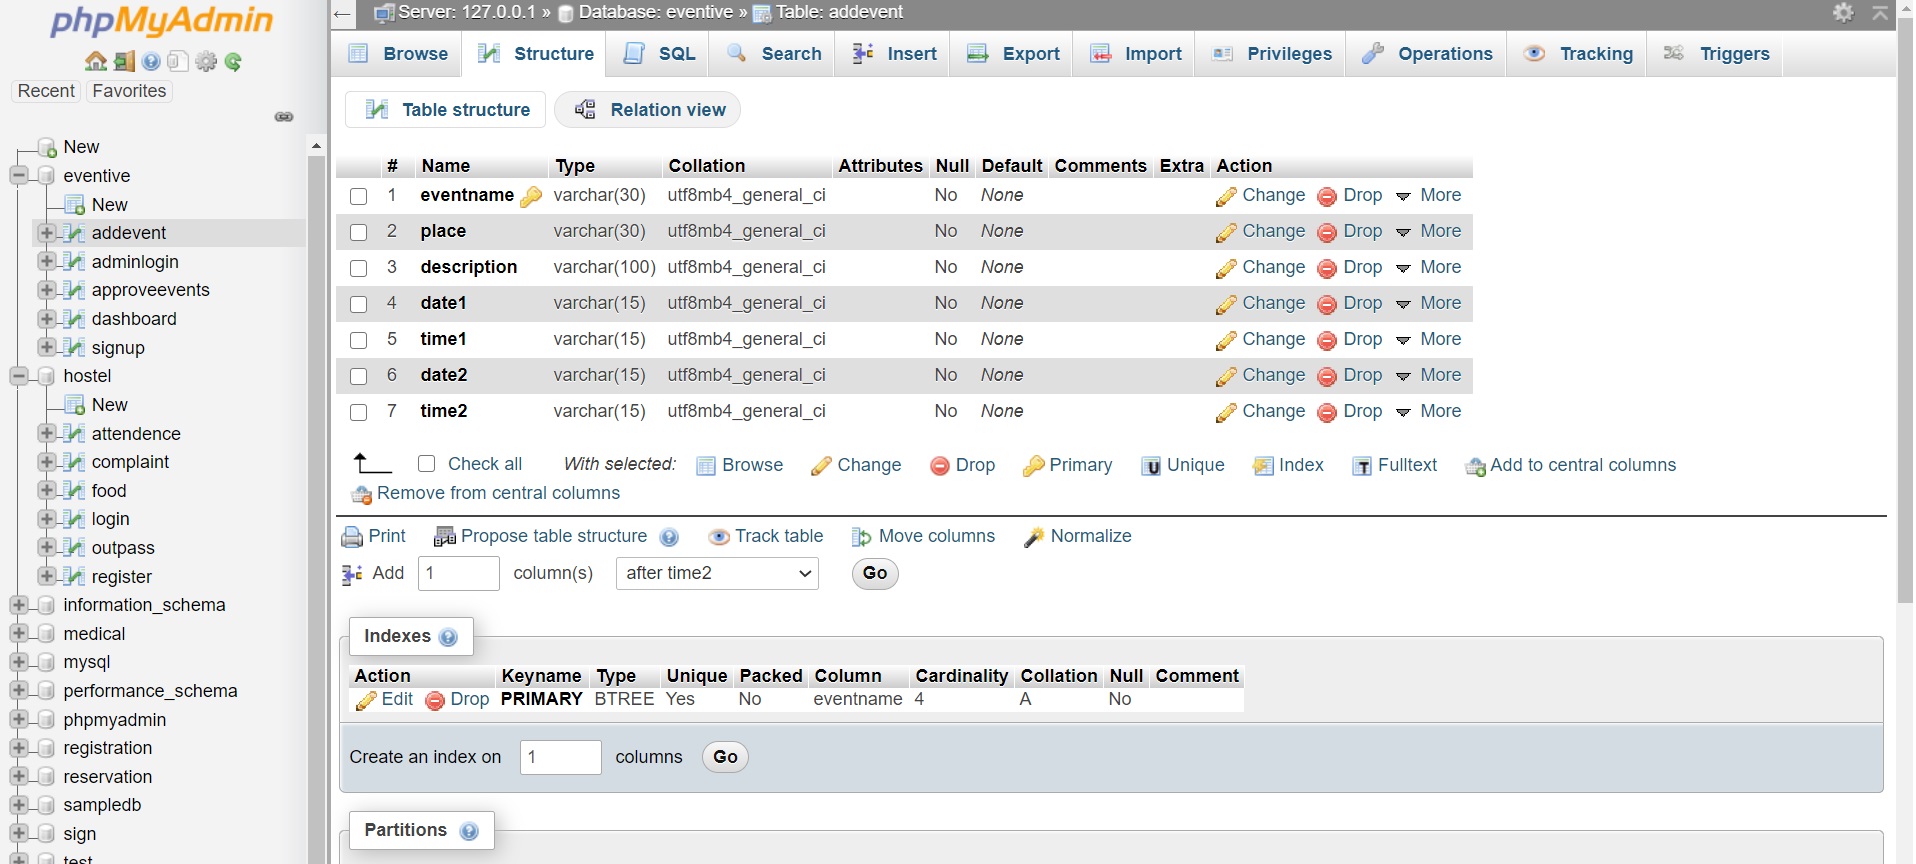 phpMyAdmin
Recent Favorites
New
eventive
New
addevent
adminlogin
approveevents
dashboard
signup
hostel
New
attendence
complaint
food
login
outpass
register
information_schema
medical
mysql
performance_schema
phpmyadmin
registration
reservation
sampledb
sign
test
Server: 127.0.0.1 » Database: eventive » Table: addevent
Browse Structure SQL Search Insert Export Import Privileges Operations Tracking Triggers
Table structure Relation view
# Name Type Collation Attributes Null Default Comments Extra Action
1 eventname varchar(30) utf8mb4_general_ci No None Change Drop More
2 place varchar(30) utf8mb4_general_ci No None Change Drop More
3 description varchar(100) utf8mb4_general_ci No None Change Drop More
4 date1 varchar(15) utf8mb4_general_ci No None Change Drop More
5 time1 varchar(15) utf8mb4_general_ci No None Change Drop More
6 date2 varchar(15) utf8mb4_general_ci No None Change Drop More
7 time2 varchar(15) utf8mb4_general_ci No None Change Drop More
Check all With selected: Browse Change Drop Primary Unique Index Fulltext Add to central columns
Remove from central columns
Print Propose table structure Track table Move columns Normalize
Add 1 column(s) after time2 Go
Indexes
Action Keyname Type Unique Packed Column Cardinality Collation Null Comment
Edit Drop PRIMARY BTREE Yes No eventname 4 A No
Create an index on 1 columns Go
Partitions